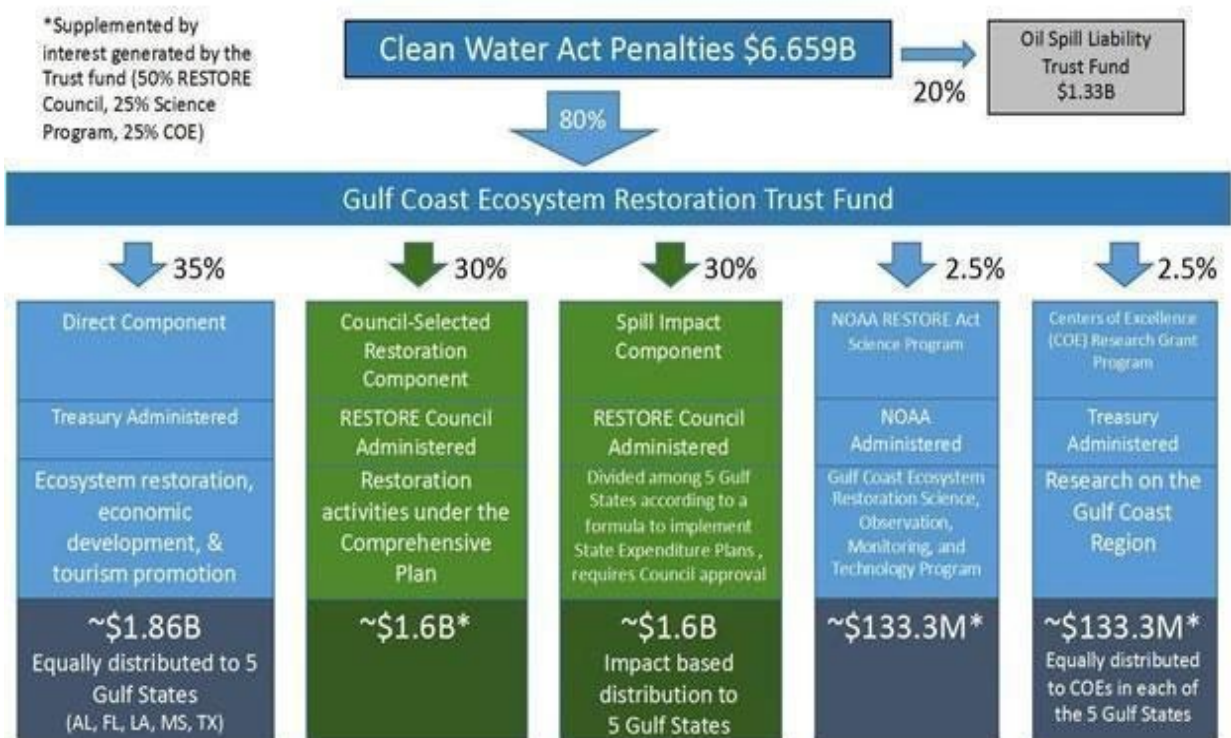 *Supplemented by
interest generated by the
Trust fund (50% RESTORE
Council, 25% Science
Program, 25% COE)
Clean Water Act Penalties $6.659B
20%
Oil Spill Liability
Trust Fund
$1.33B
80%
Gulf Coast Ecosystem Restoration Trust Fund
35%
30%
30%
2.5%
2.5%
Direct Component
Treasury Administered
Ecosystem restoration,
economic
development, &
tourism promotion
~$1.86B
Equally distributed to 5
Gulf States
(AL, FL, LA, MS, TX)
Council-Selected
Restoration
Component
RESTORE Council
Administered
Restoration
activities under the
Comprehensive
Plan
~$1.6B*
Spill Impact
Component
RESTORE Council
Administered
Divided among 5 Gulf
States according to a
formula to implement
State Expenditure Plans ,
requires Council approval
~$1.6B
Impact based
distribution to
5 Gulf States
NOAA RESTORE Act
Science Program
NOAA
Administered
Gulf Coast Ecosystem
Restoration Science,
Observation,
Monitoring, and
Technology Program
~$133.3M*
Centers of Excellence
(COE) Research Grant
Program
Treasury
Administered
Research on the
Gulf Coast
Region
~$133.3M*
Equally distributed
to COEs in each of
the 5 Gulf States